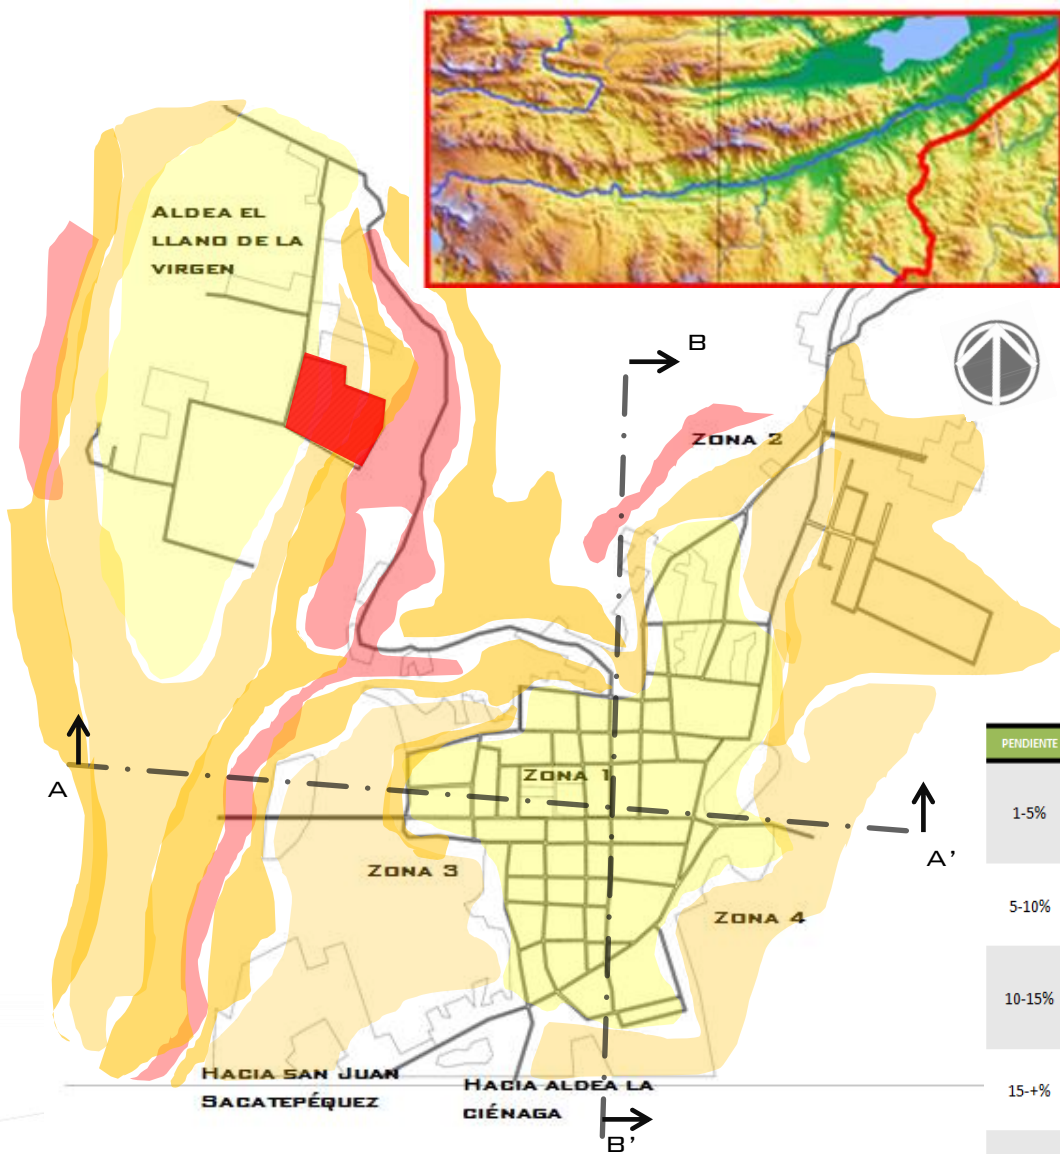 ALDEA EL
LLANO DE LA
VIRGEN
B
ZONA 2
PENDIENTE
1-5%
5-10%
10-15%
15-+%
A
ZONA 1
A'
ZONA 3
ZONA 4
HACIA SAN JUAN
SACATEPÉQUEZ
HACIA ALDEA LA
CIÉNAGA
B'